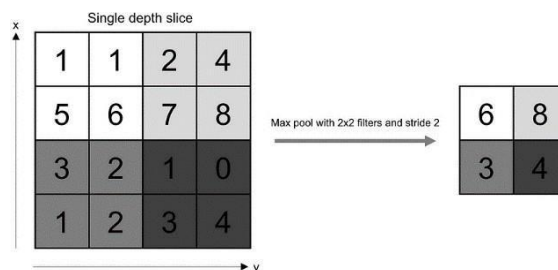 Single depth slice
x
1 1 2 4
5 6 7 8
3 2 1 0
1 2 3 4
y
Max pool with 2x2 filters and stride 2
6 8
3 4